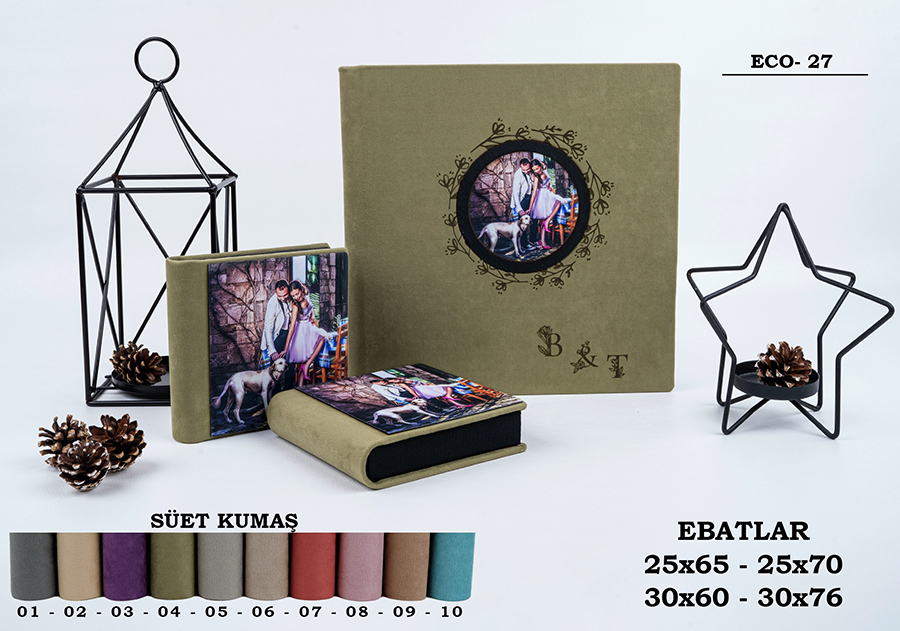 ECO- 27
B & T
SÜET KUMAŞ
01 - 02 - 03 - 04 - 05 - 06 - 07 - 08 - 09 - 10
EBATLAR
25x65 - 25x70
30x60 - 30x76